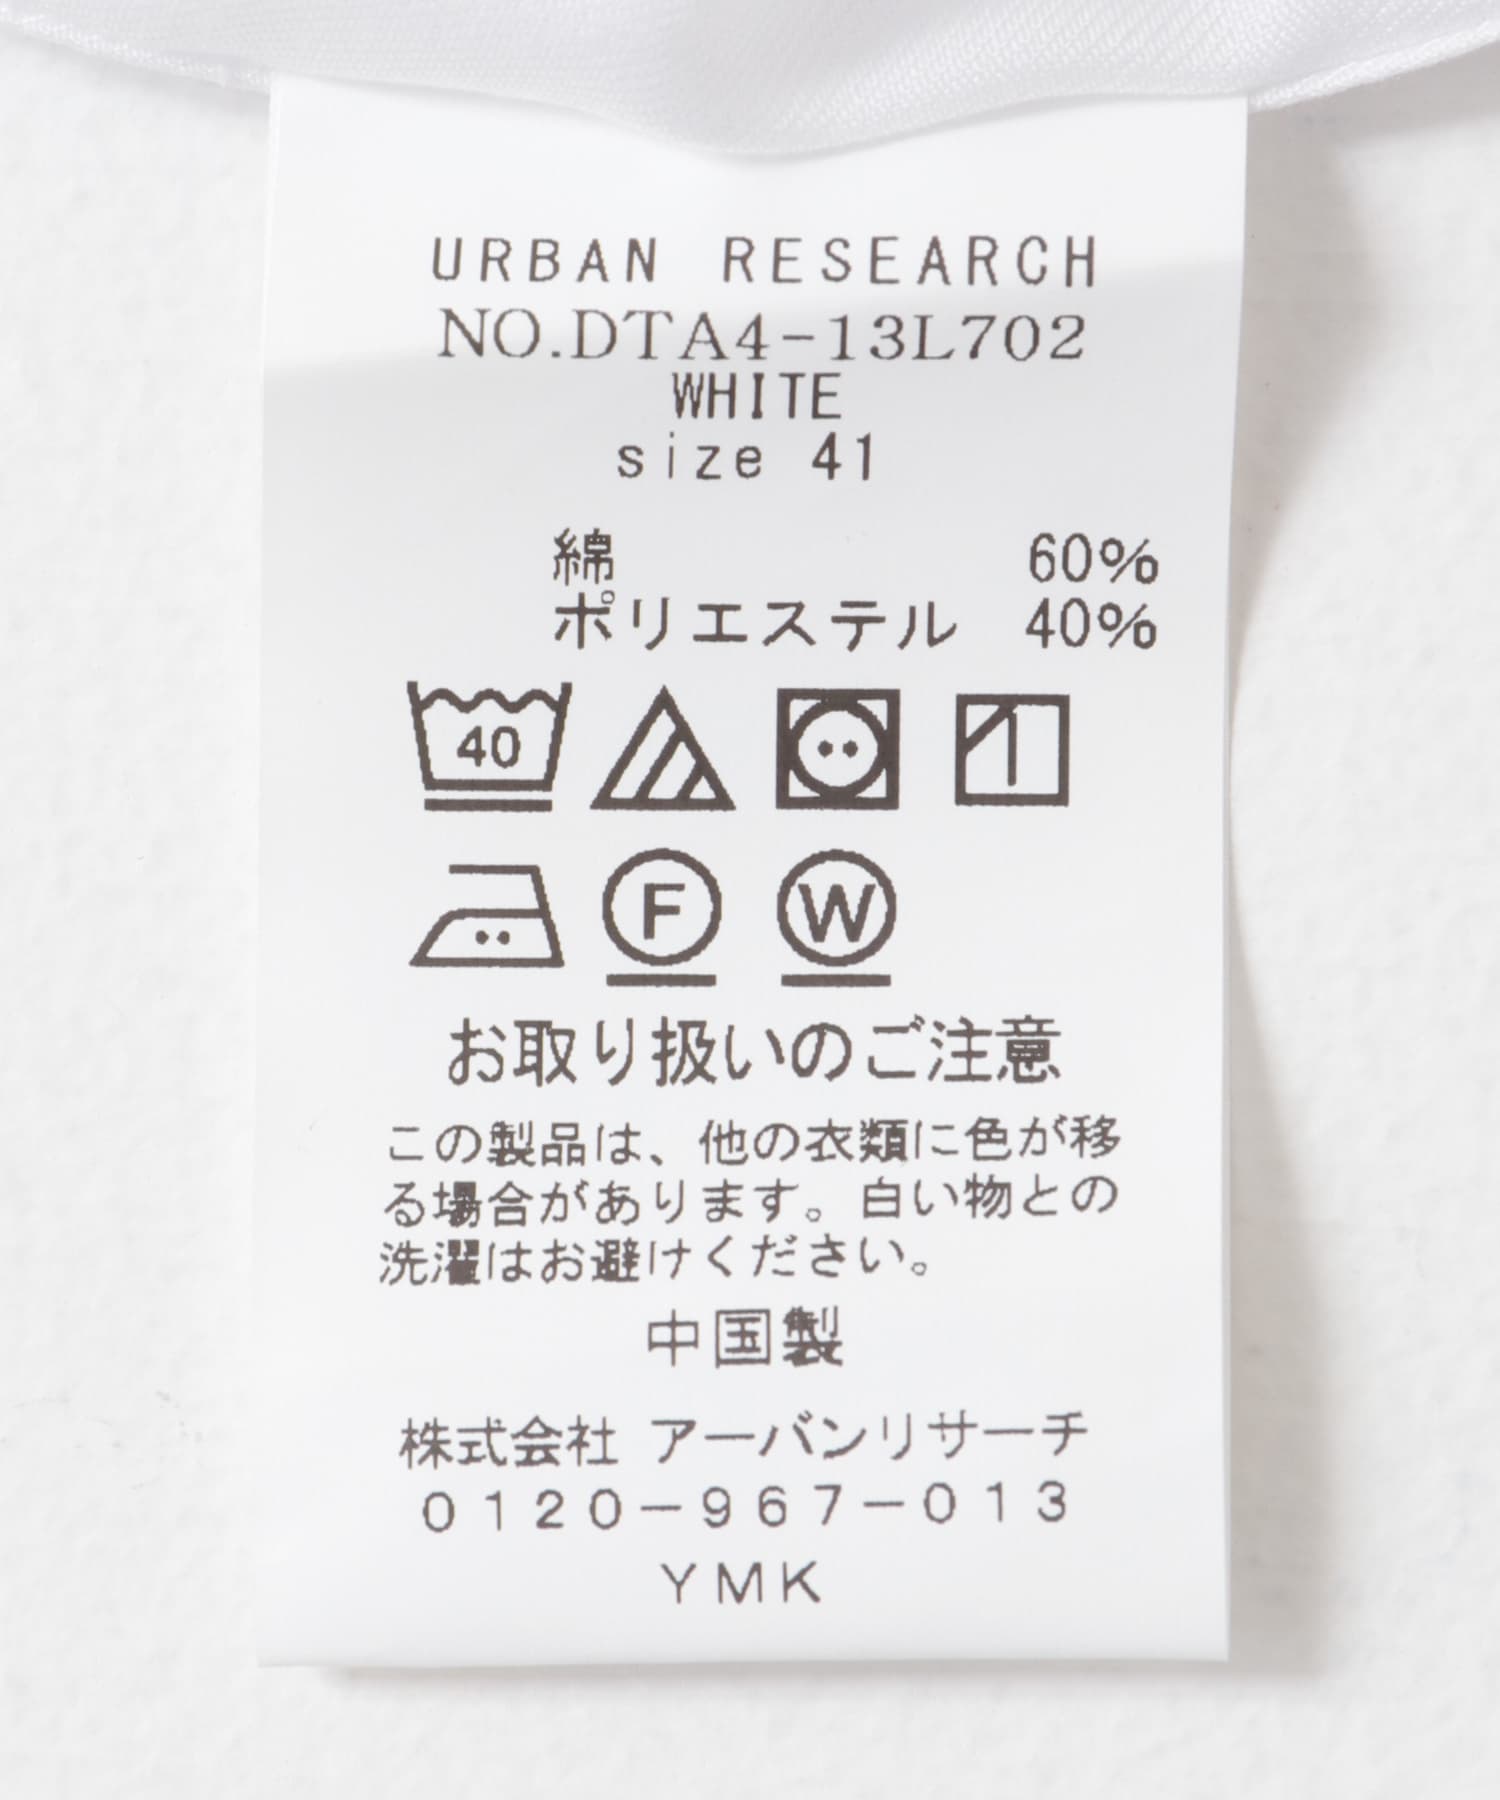 URBAN RESEARCH
NO.DTA4-13L702
WHITE
size 41
綿 60%
ポリエステル 40%
40
F W
お取り扱いのご注意
この製品は、他の衣類に色が移
る場合があります。白い物との
洗濯はお避けください。
中国製
株式会社 アーバンリサーチ
0120-967-013
YMK